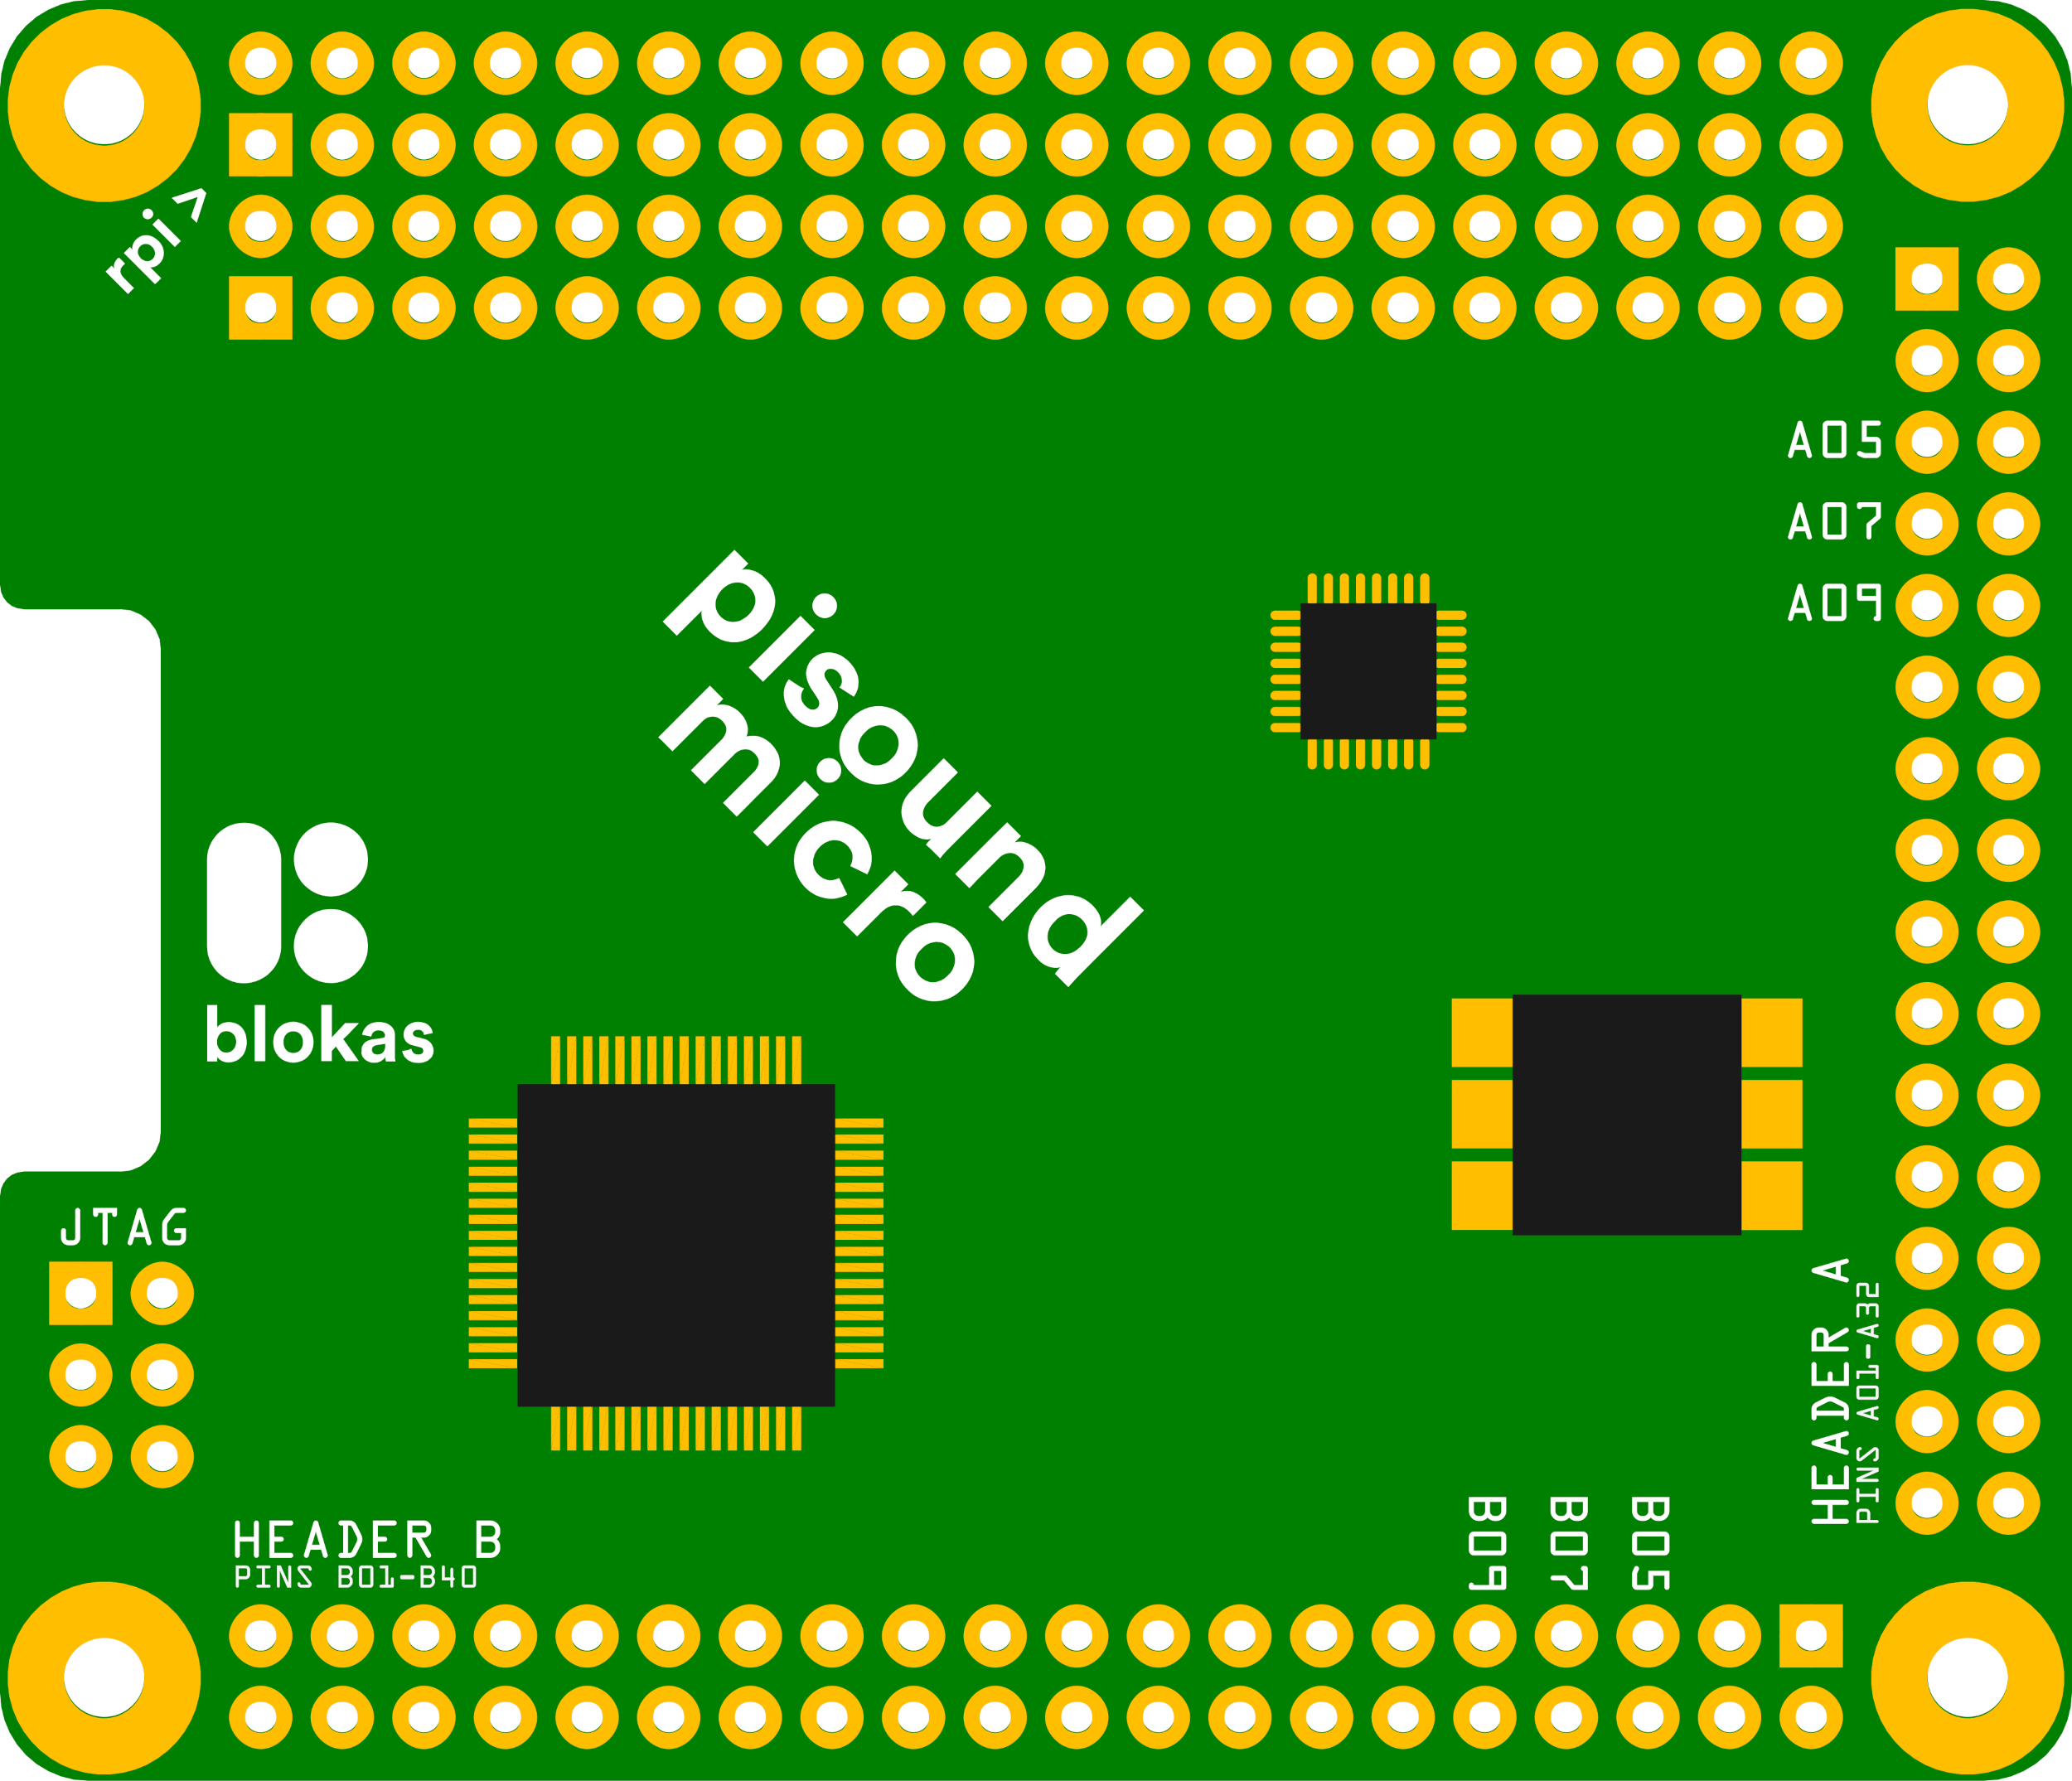 rpi >
A05
A07
A09
pisound
micro
blokas
JTAG
HEADER A
PINS A01-A32
HEADER B
PINS B01-B40
B09
B07
B05